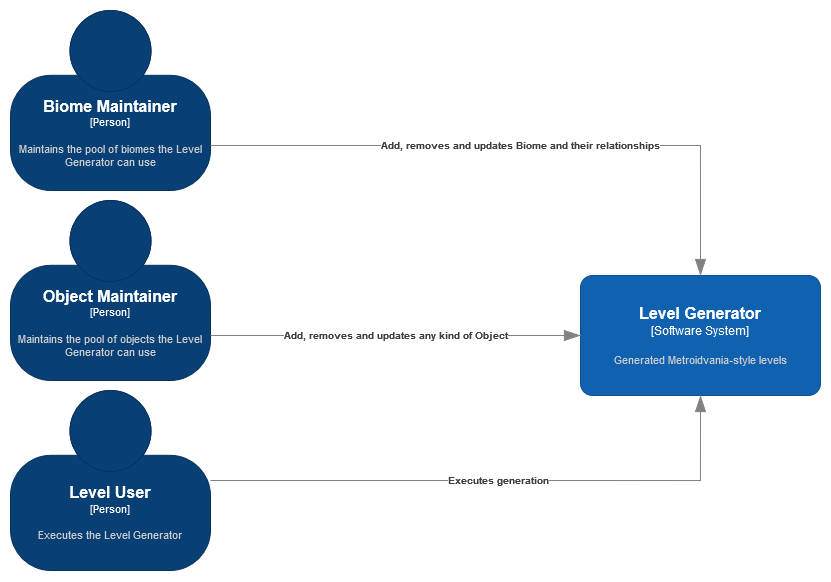 Biome Maintainer
[Person]
Maintains the pool of biomes the Level
Generator can use
Add, removes and updates Biome and their relationships
Object Maintainer
[Person]
Maintains the pool of objects the Level
Generator can use
Add, removes and updates any kind of Object
Level Generator
[Software System]
Generated Metroidvania-style levels
Level User
[Person]
Executes the Level Generator
Executes generation